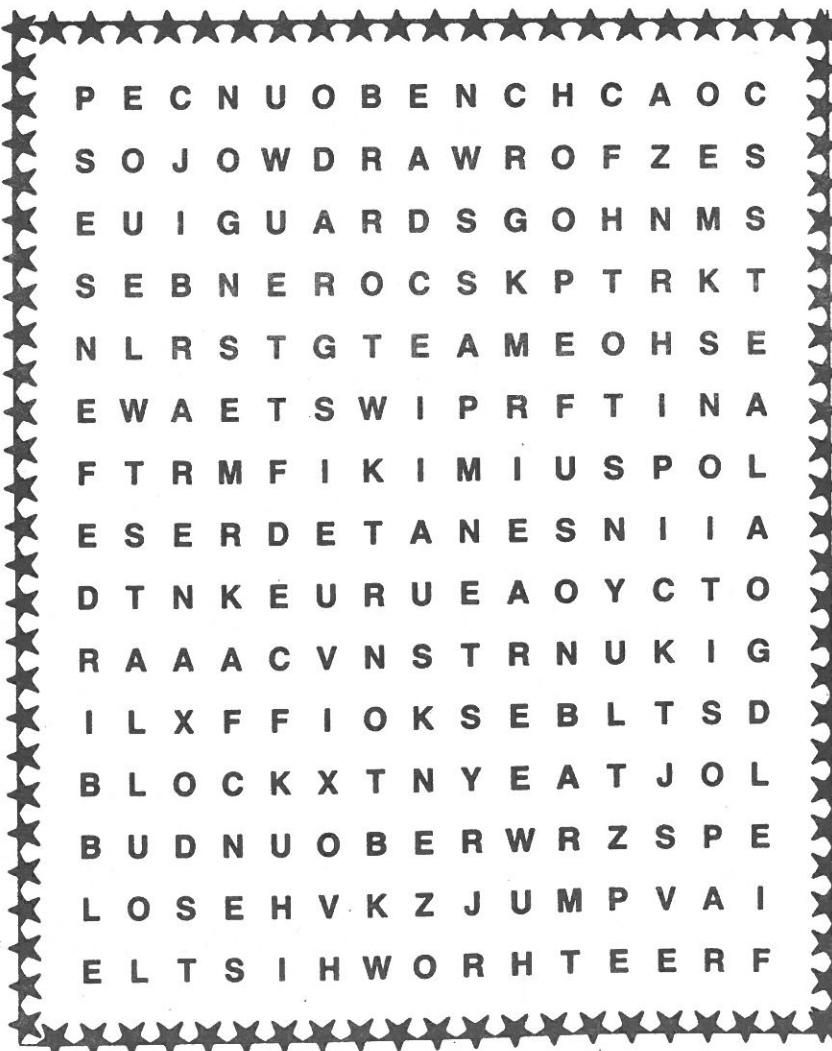 P E C N U O B E N C H C A O C
S O J O W D R A W R O F Z E S
E U I G U A R D S G O H N M S
S E B N E R O C S K P T R K T
N L R S T G T E A M E O H S E
E W A E T S W I P R F T I N A
F T R M F I K I M I U S P O L
E S E R D E T A N E S N I I A
D T N K E U R U E A O Y C T O
R A A A C V N S T R N U K I G
I L X F F I O K S E B L T S D
B L O C K X T N Y E A T J O L
B U D N U O B E R W R Z S P E
L O S E H V K Z J U M P V A I
E L T S I H W O R H T E E R F